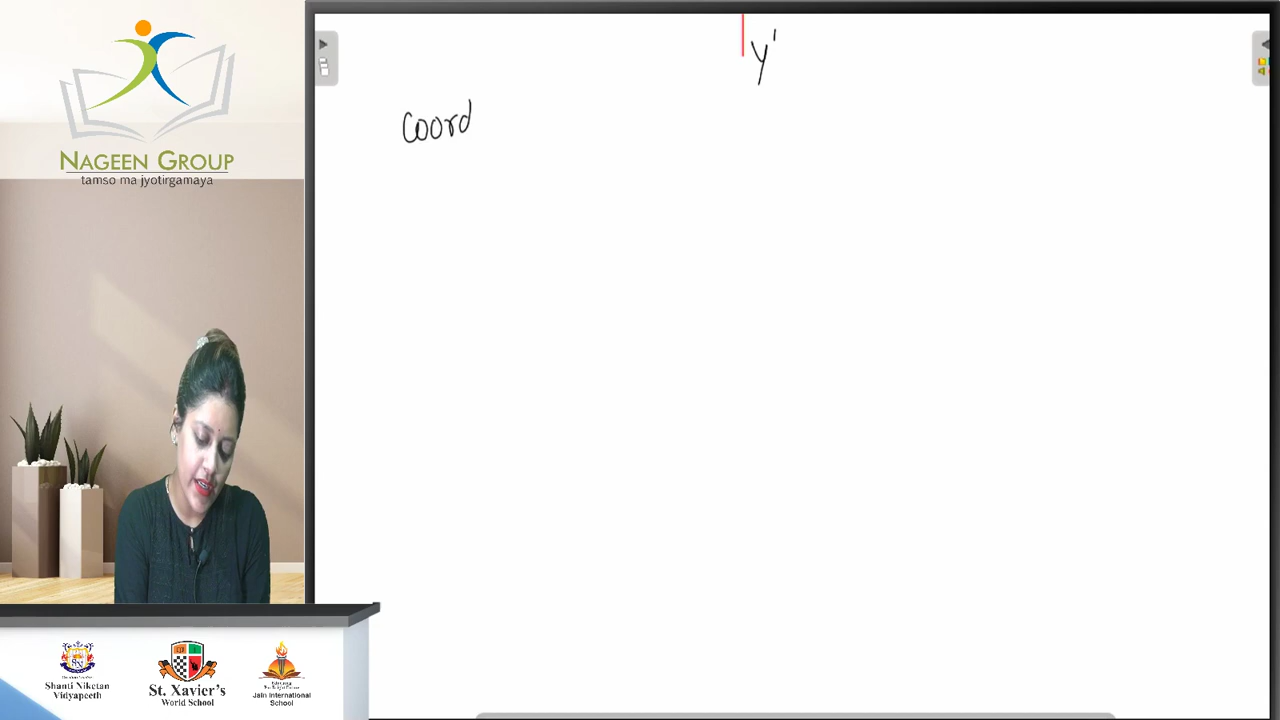 NAGEEN GROUP
tamso ma jyotirgamaya
y'
Coord
Shanti Niketan
Vidyapeeth
St. Xavier's
World School
Jain International
School